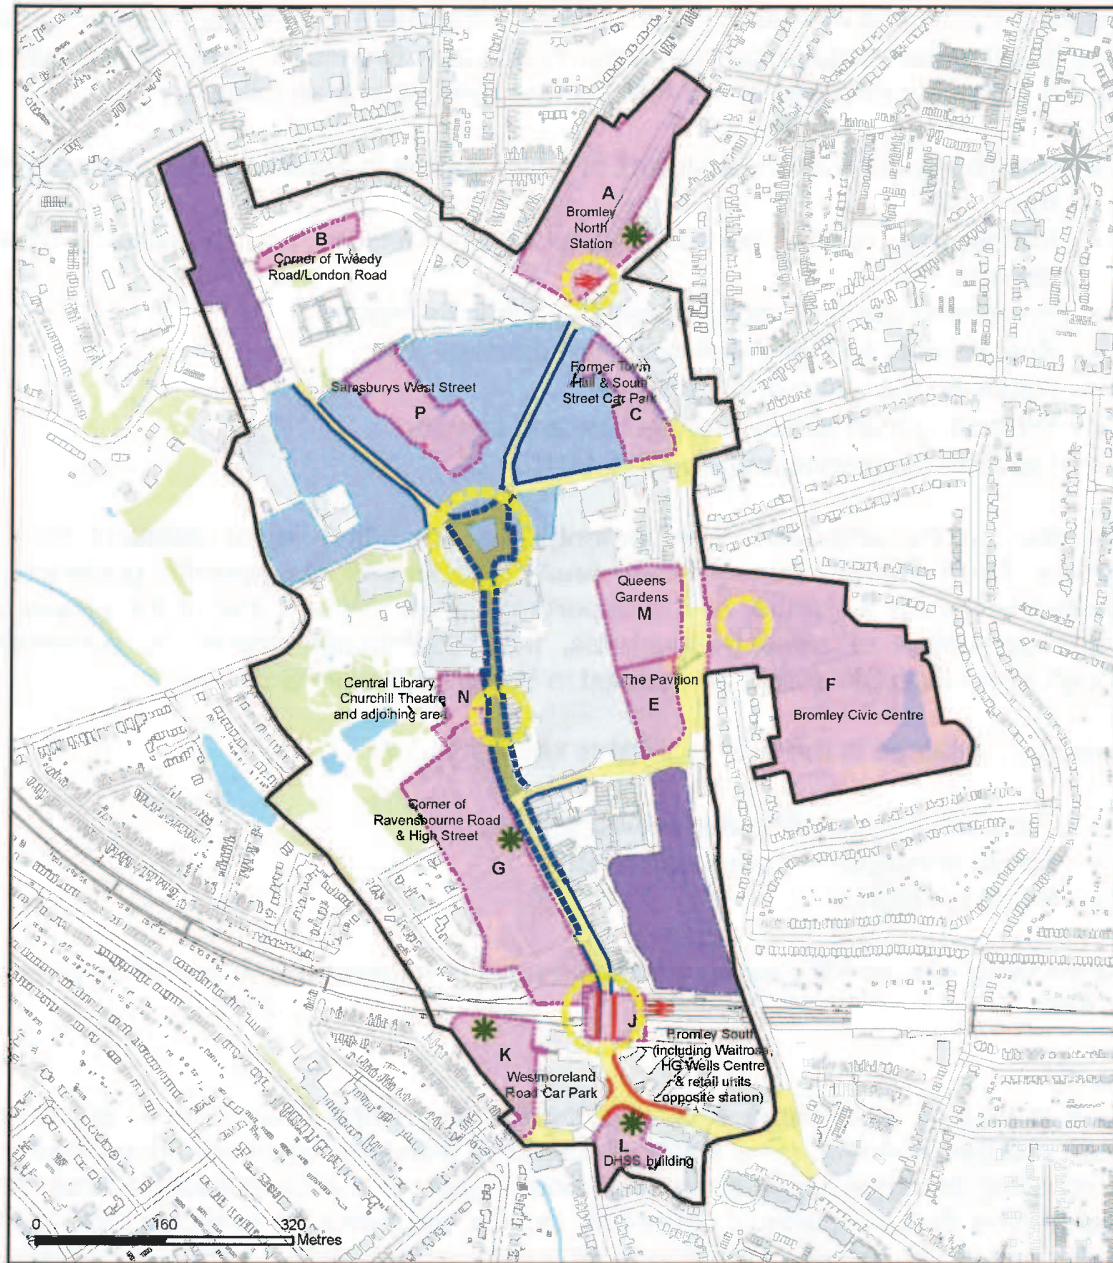 A
Bromley
North
Station
B
Corner of Tweedy
Road/London Road
Sainsburys West Street
P
Former Town
Hall & South
Street Car Park
C
Queens
Gardens
M
The Pavilion
E
F
Bromley Civic Centre
Central Library
Churchill Theatre
and adjoining area
N
Corner of
Ravensbourne Road
& High Street
G
J
Bromley South
(including Waitrose,
HG Wells Centre
& retail units
opposite station)
K
Westmoreland
Road Car Park
L
DHSS building
0 160 320
Metres